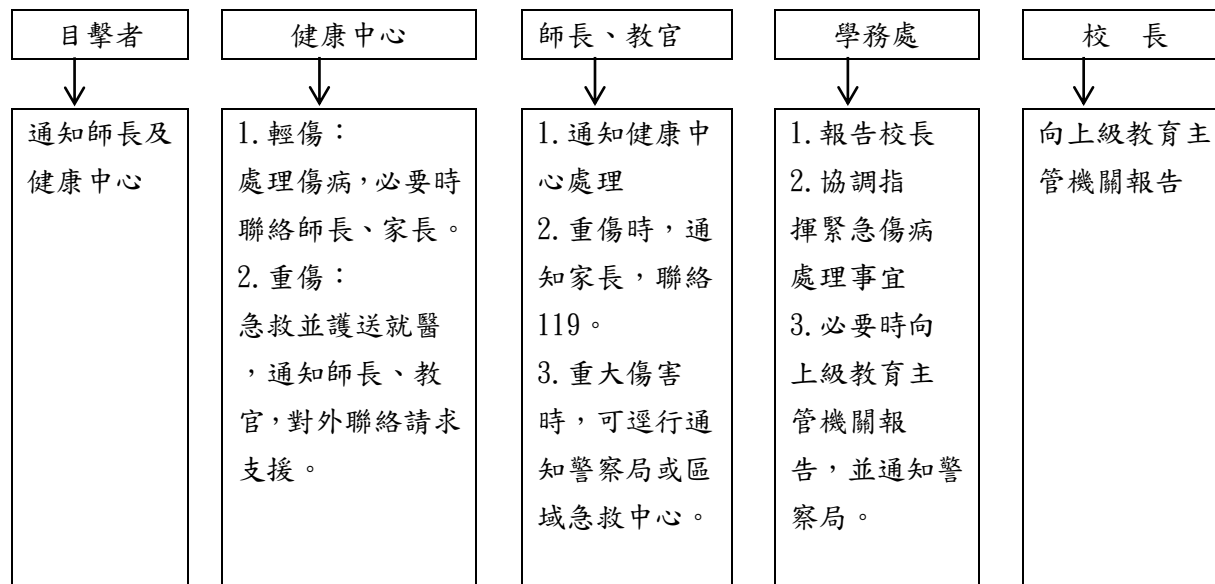 目擊者
通知師長及
健康中心
健康中心
1.輕傷：
處理傷病，必要時
聯絡師長、家長。
2.重傷：
急救並護送就醫
，通知師長、教
官，對外聯絡請求
支援。
師長、教官
1.通知健康中
心處理
2.重傷時，通
知家長，聯絡
119。
3.重大傷害
時，可逕行通
知警察局或區
域急救中心。
學務處
1.報告校長
2.協調指
揮緊急傷病
處理事宜
3.必要時向
上級教育主
管機關報
告，並通知警
察局。
校　長
向上級教育主
管機關報告